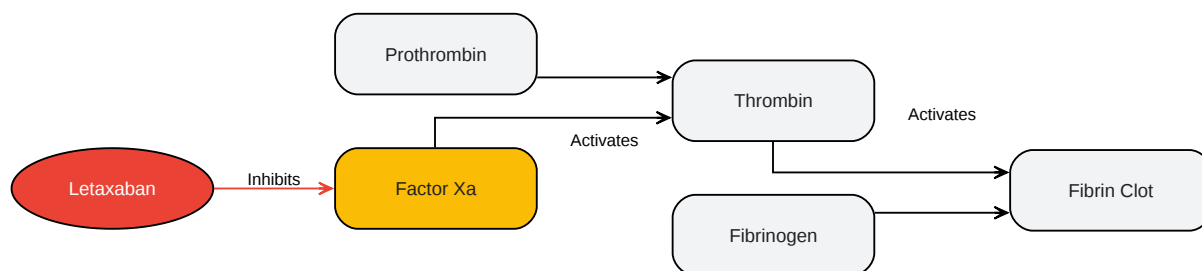 Prothrombin
Thrombin
Activates
Activates
Letaxaban
Inhibits
Factor Xa
Fibrin Clot
Fibrinogen